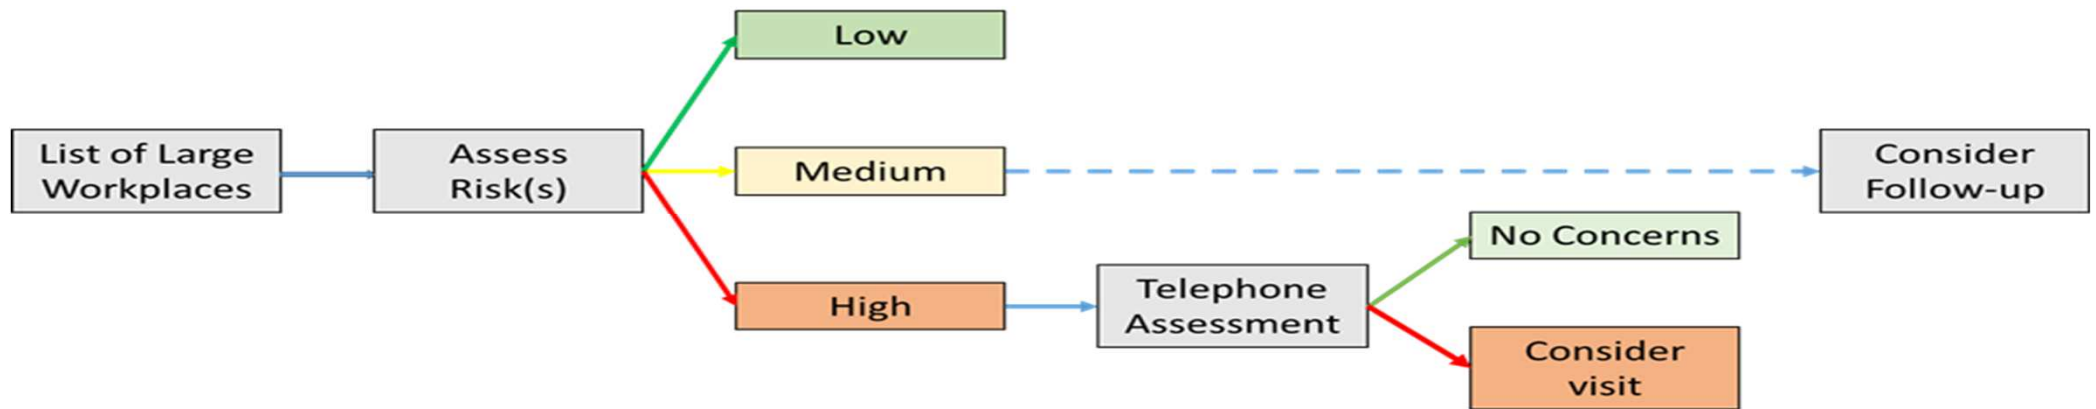 List of Large
Workplaces
Assess
Risk(s)
Low
Medium
High
Telephone
Assessment
No Concerns
Consider
visit
Consider
Follow-up